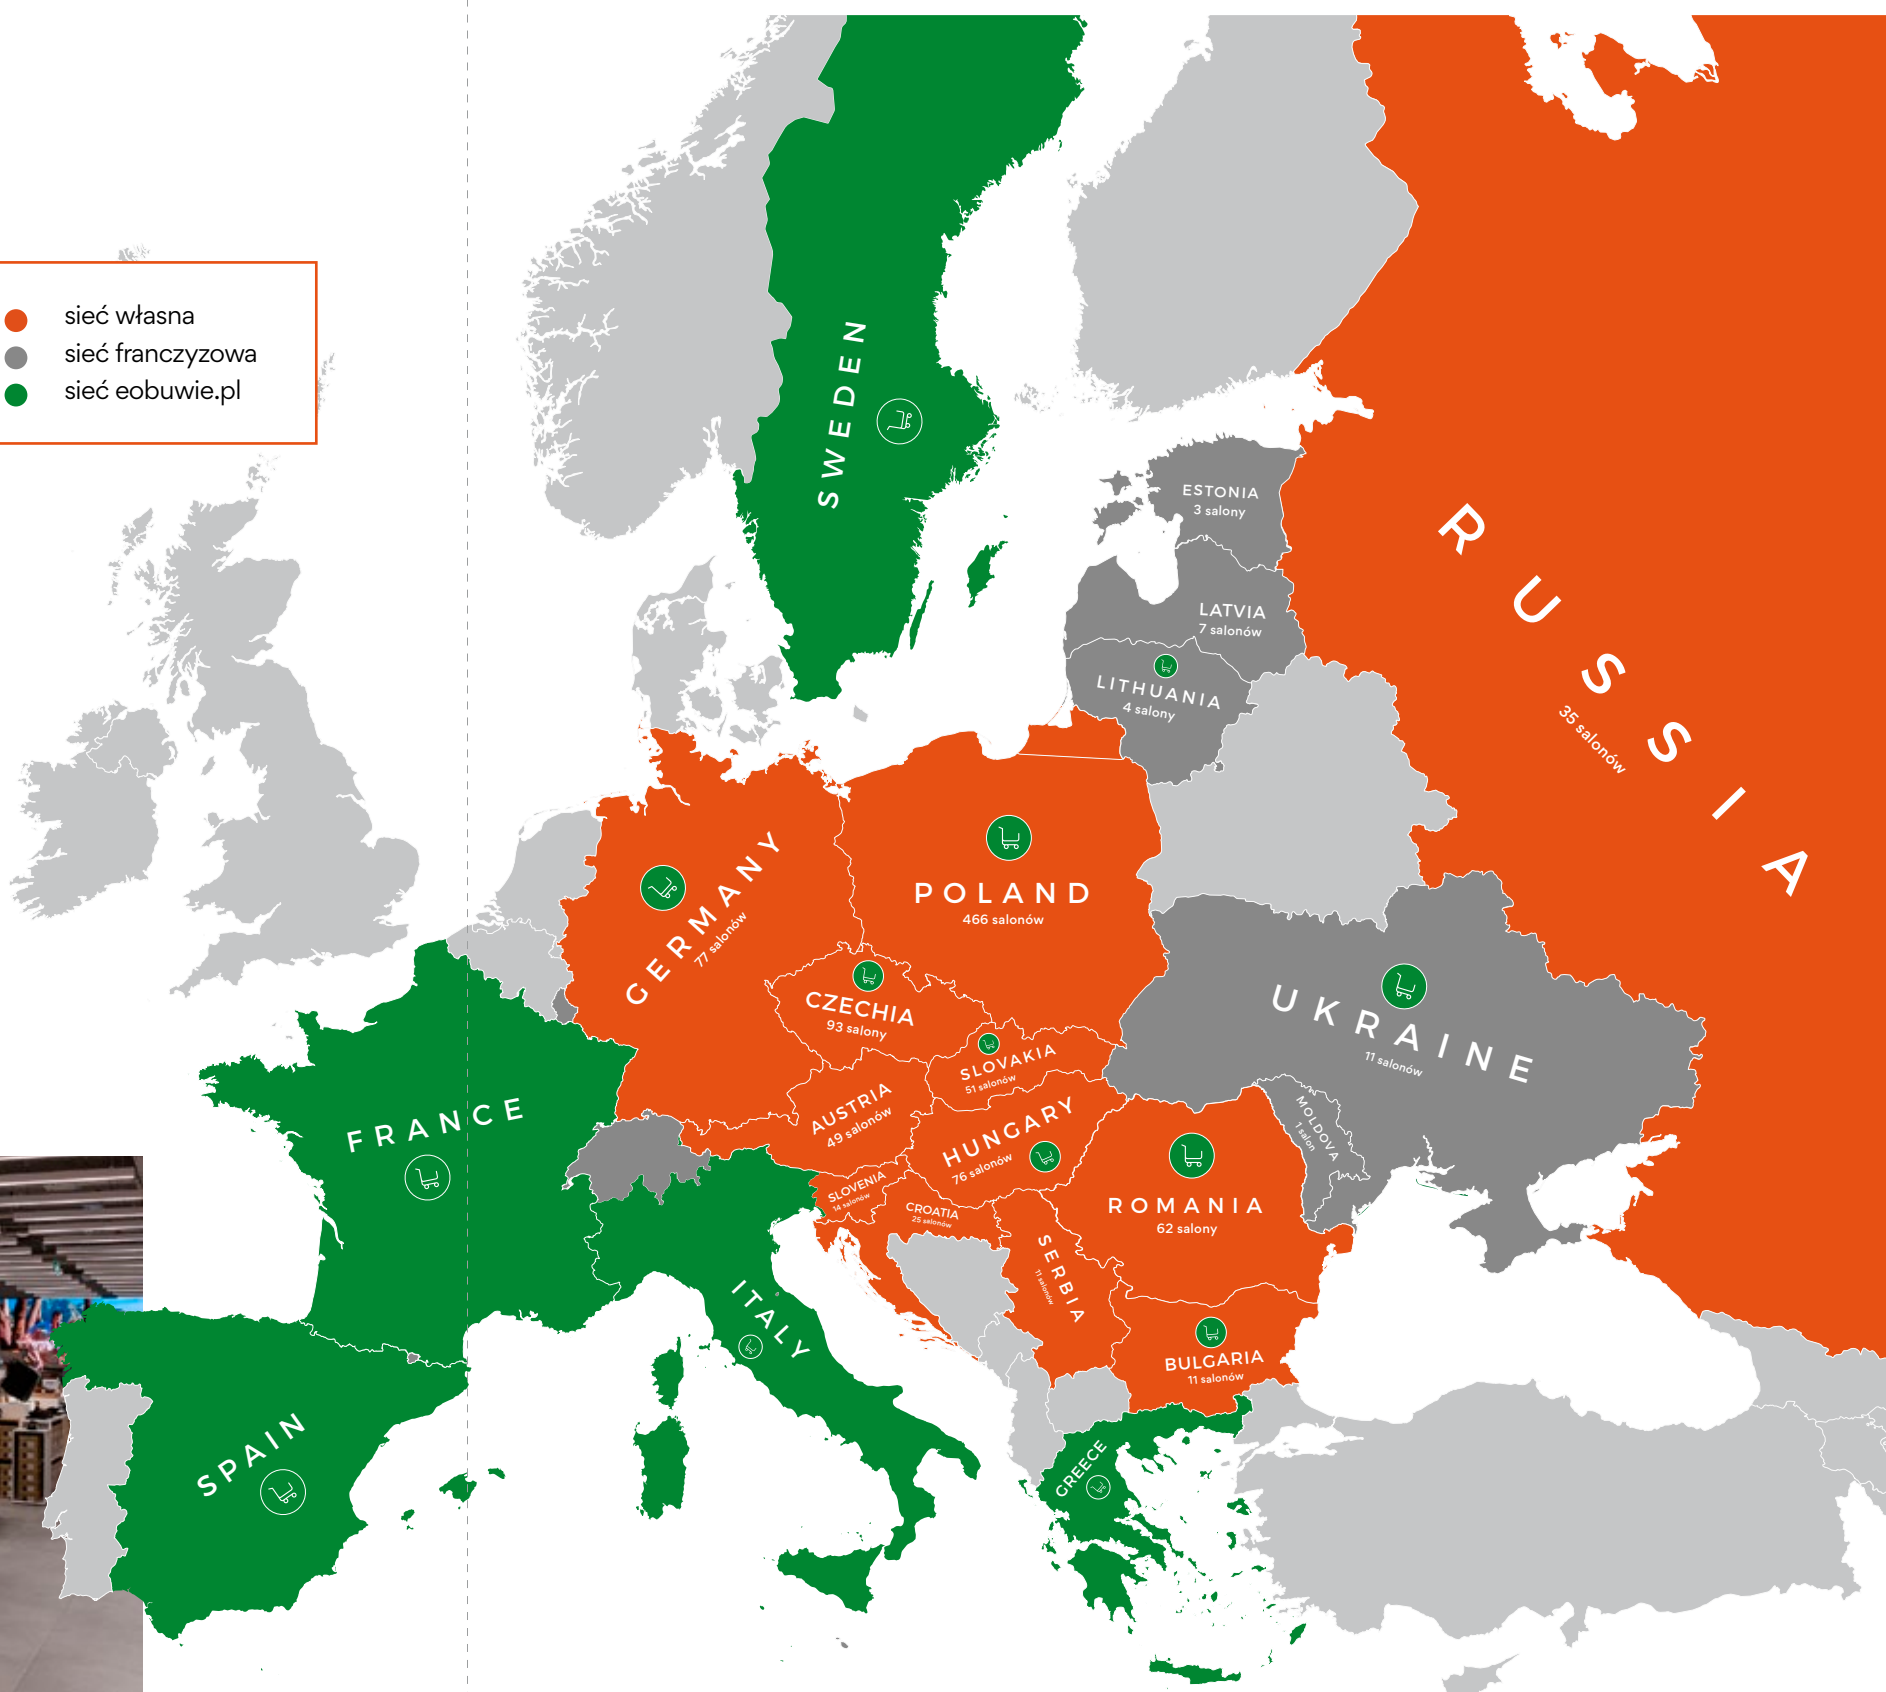 sieć własna
sieć franczyzowa
sieć eobuwie.pl
SWEDEN
ESTONIA
3 salony
LATVIA
7 salonów
LITHUANIA
4 salony
RUSSIA
35 salonów
GERMANY
77 salonów
POLAND
466 salonów
CZECHIA
93 salony
SLOVAKIA
51 salonów
UKRAINE
11 salonów
AUSTRIA
49 salonów
HUNGARY
76 salonów
MOLDOVA
1 salon
FRANCE
SLOVENIA
14 salonów
CROATIA
25 salonów
ROMANIA
62 salony
SERBIA
11 salonów
ITALY
BULGARIA
11 salonów
SPAIN
GREECE